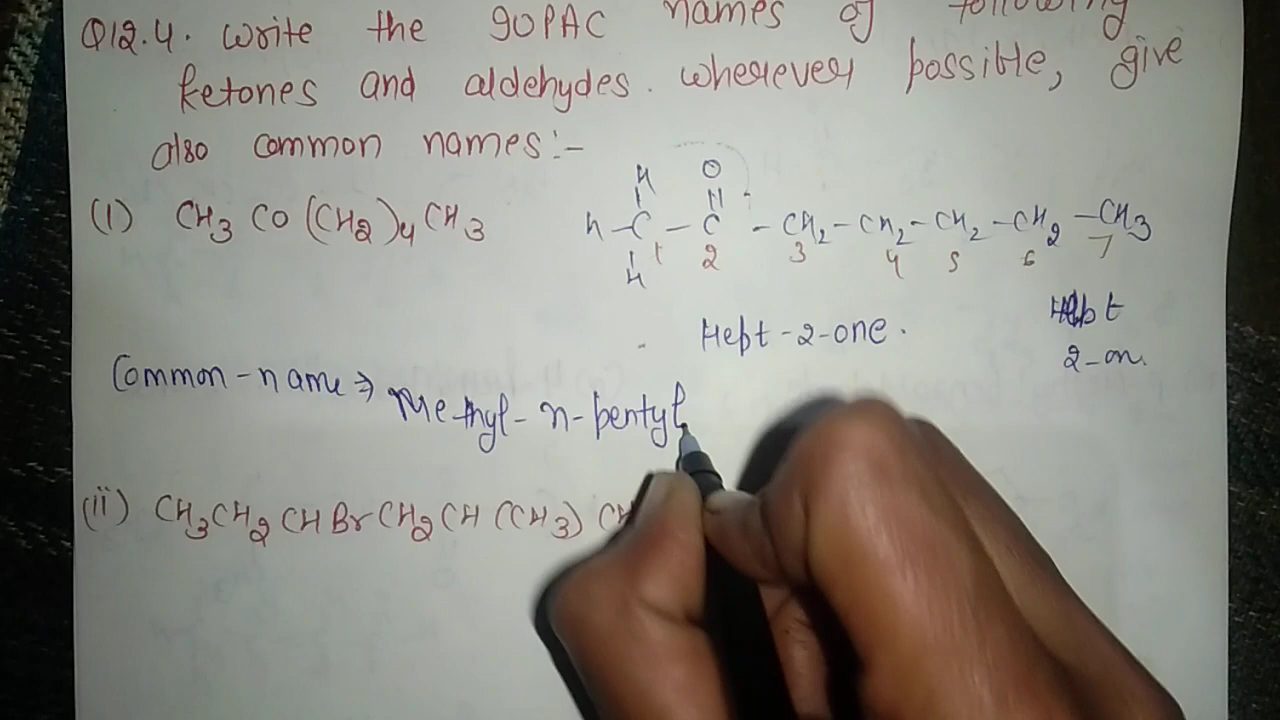 Q12.4. Write the IUPAC names of following
ketones and aldehydes. wherever possible, give
also common names:-
(I) CH3 CO (CH2)4 CH3
H O
H - C - C - CH2 - CH2 - CH2 - CH2 - CH3
1 2 3 4 5 6 7
H
Hept-2-one.
Hept
2-on.
Common-name ⇒ Methyl-n-pentyl
(ii) CH3CH2CHBrCH2CH(CH3)